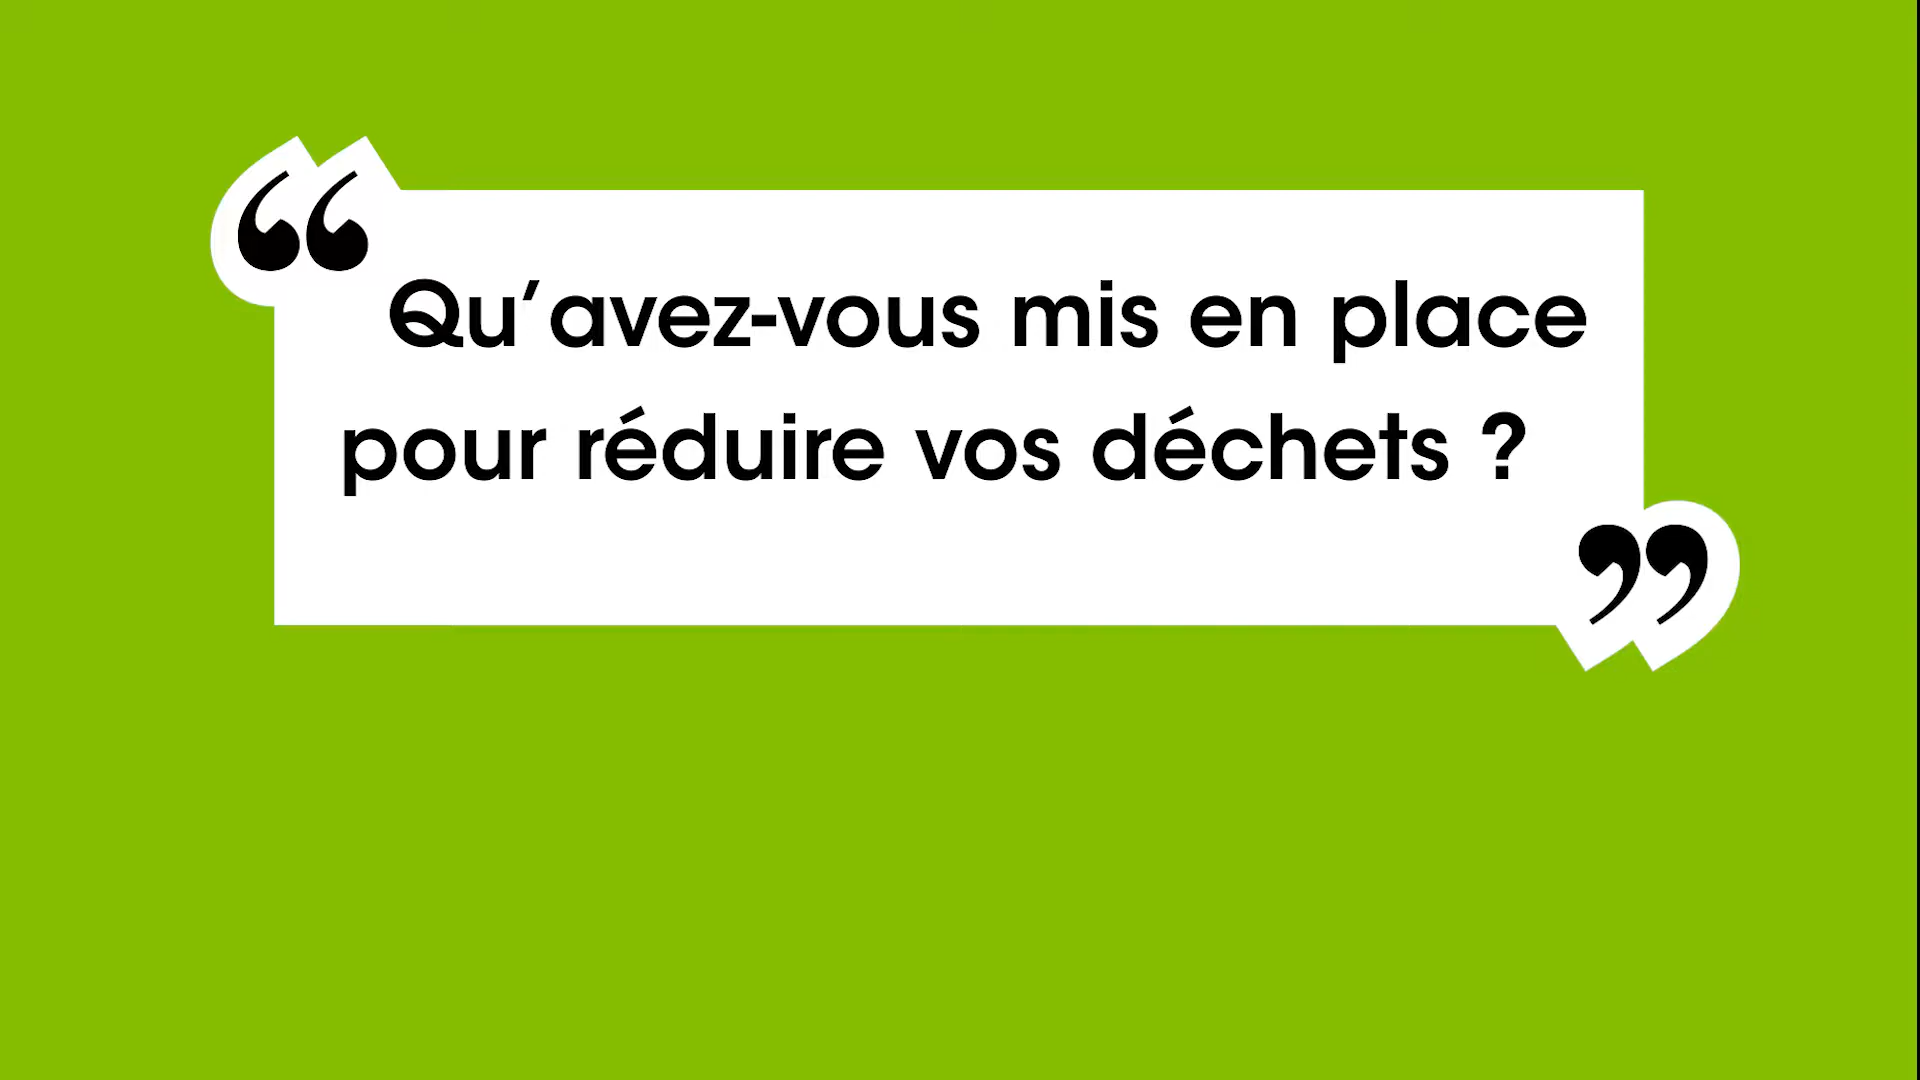 “ Qu’avez-vous mis en place
pour réduire vos déchets ? ”